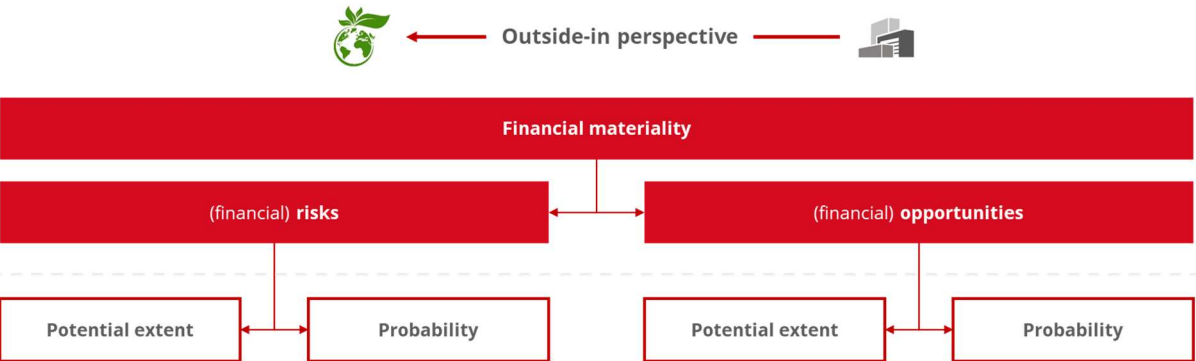 Outside-in perspective
Financial materiality
(financial) risks
(financial) opportunities
Potential extent
Probability
Potential extent
Probability